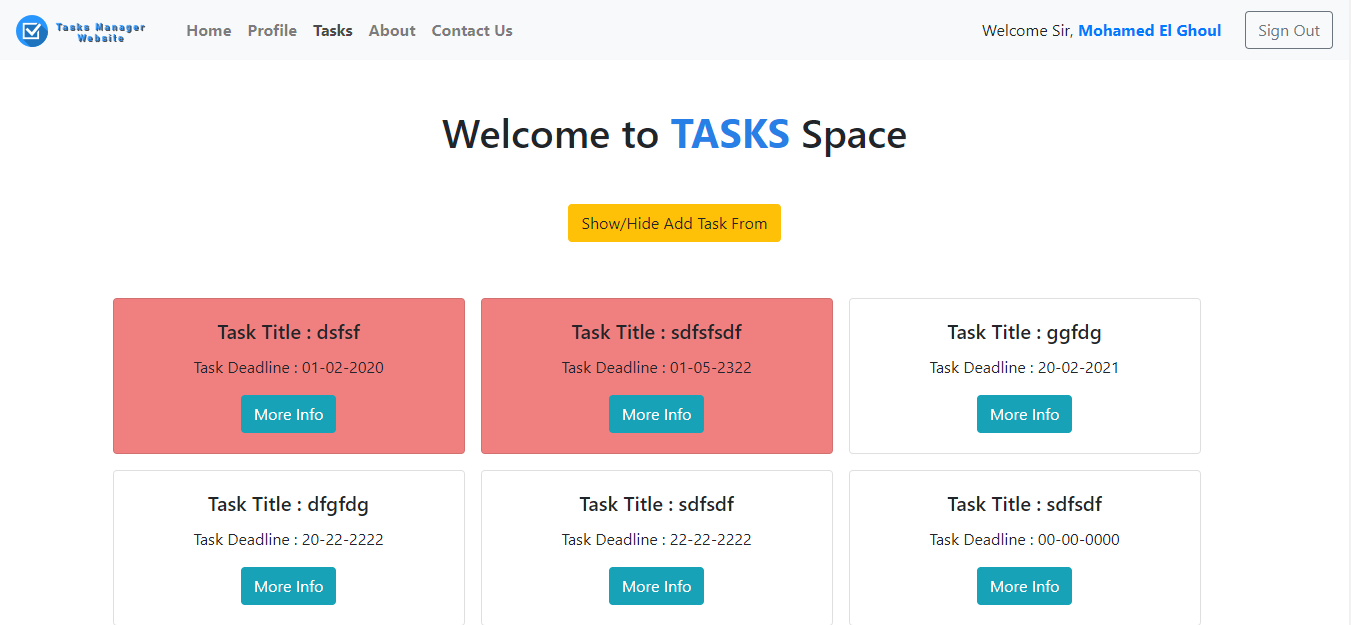 Tasks Manager
Website
Home Profile Tasks About Contact Us
Welcome Sir, Mohamed El Ghoul
Sign Out
Welcome to TASKS Space
Show/Hide Add Task From
Task Title : dsfsf
Task Deadline : 01-02-2020
More Info
Task Title : sdfsfsdf
Task Deadline : 01-05-2322
More Info
Task Title : ggfdg
Task Deadline : 20-02-2021
More Info
Task Title : dfgfdg
Task Deadline : 20-22-2222
More Info
Task Title : sdfsdf
Task Deadline : 22-22-2222
More Info
Task Title : sdfsdf
Task Deadline : 00-00-0000
More Info